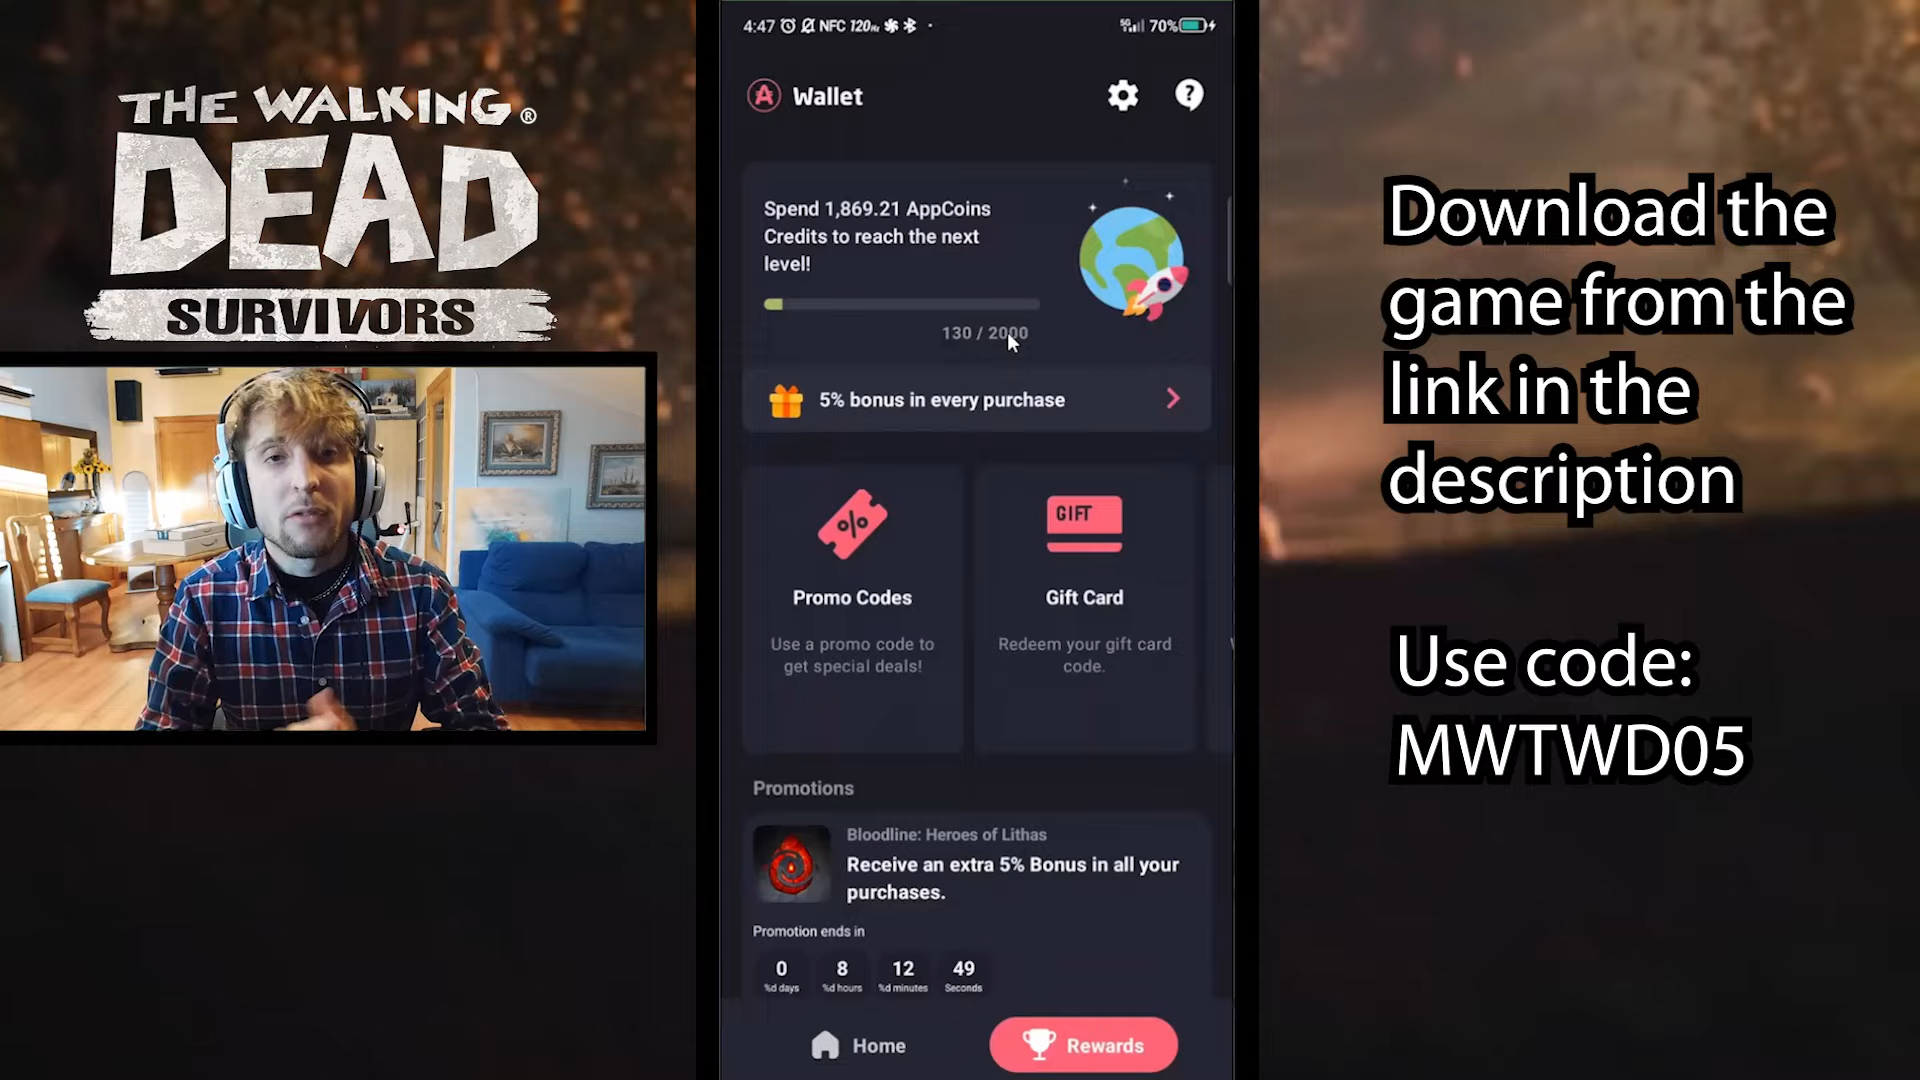 THE WALKING®
DEAD
SURVIVORS
4:47 NFC 120Hz 5G 70%
Wallet
Spend 1,869.21 AppCoins
Credits to reach the next
level!
130 / 2000
5% bonus in every purchase
%
GIFT
Promo Codes
Gift Card
Use a promo code to
get special deals!
Redeem your gift card
code.
Promotions
Bloodline: Heroes of Lithas
Receive an extra 5% Bonus in all your
purchases.
Promotion ends in
0 8 12 49
%d days %d hours %d minutes Seconds
Home Rewards
Download the
game from the
link in the
description
Use code:
MWTWD05